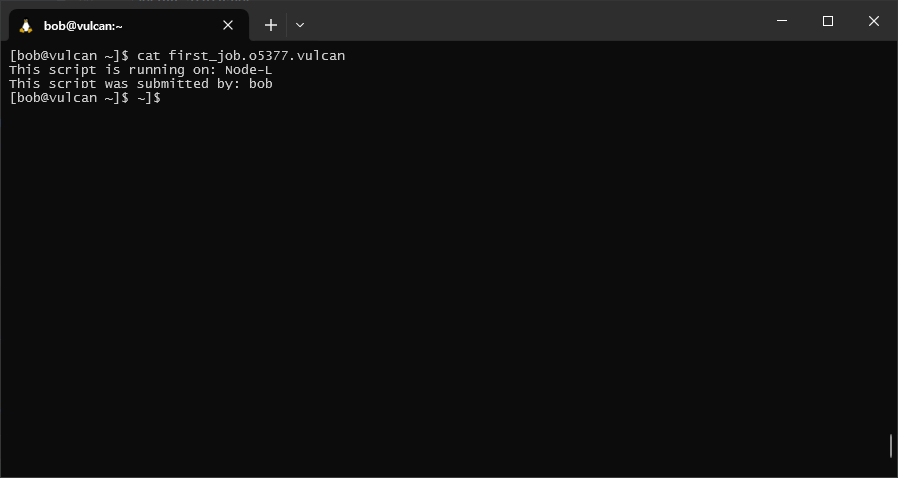 bob@vulcan:~
[bob@vulcan ~]$ cat first_job.o5377.vulcan
This script is running on: Node-L
This script was submitted by: bob
[bob@vulcan ~]$ ~]$